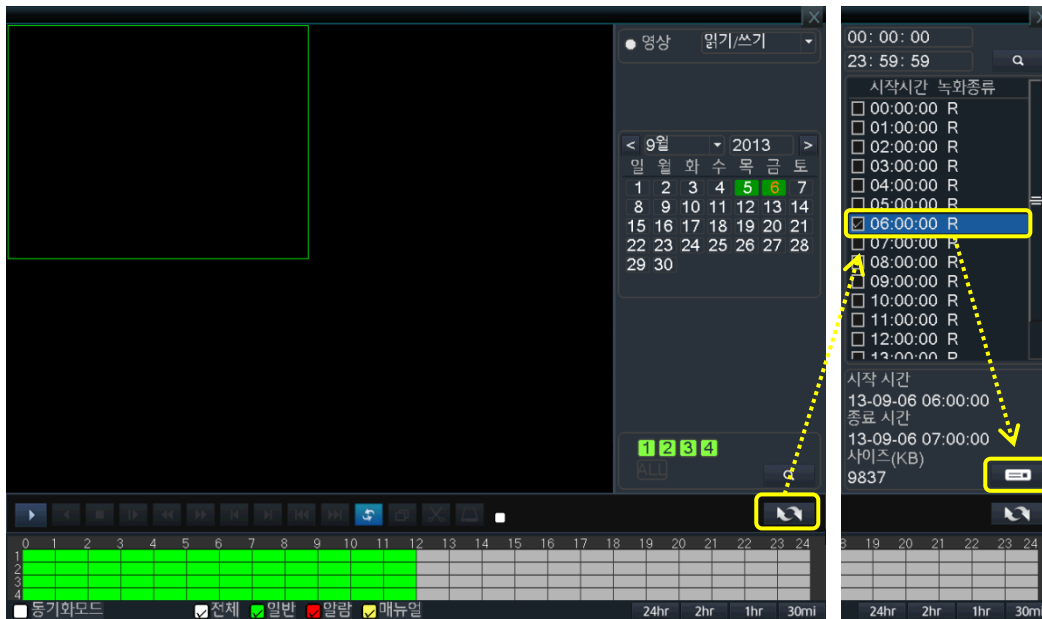 X
영상 읽기/쓰기
< 9월 2013 >
일 월 화 수 목 금 토
1 2 3 4 5 6 7
8 9 10 11 12 13 14
15 16 17 18 19 20 21
22 23 24 25 26 27 28
29 30
1 2 3 4
ALL
0 1 2 3 4 5 6 7 8 9 10 11 12 13 14 15 16 17 18 19 20 21 22 23 24
1
2
3
4
동기화모드 전체 일반 알람 매뉴얼 24hr 2hr 1hr 30mi
X
00: 00: 00
23: 59: 59
시작시간 녹화종류
00:00:00 R
01:00:00 R
02:00:00 R
03:00:00 R
04:00:00 R
05:00:00 R
06:00:00 R
07:00:00 R
08:00:00 R
09:00:00 R
10:00:00 R
11:00:00 R
12:00:00 R
13:00:00 R
시작 시간
13-09-06 06:00:00
종료 시간
13-09-06 07:00:00
사이즈(KB)
9837
8 19 20 21 22 23 24
24hr 2hr 1hr 30mi